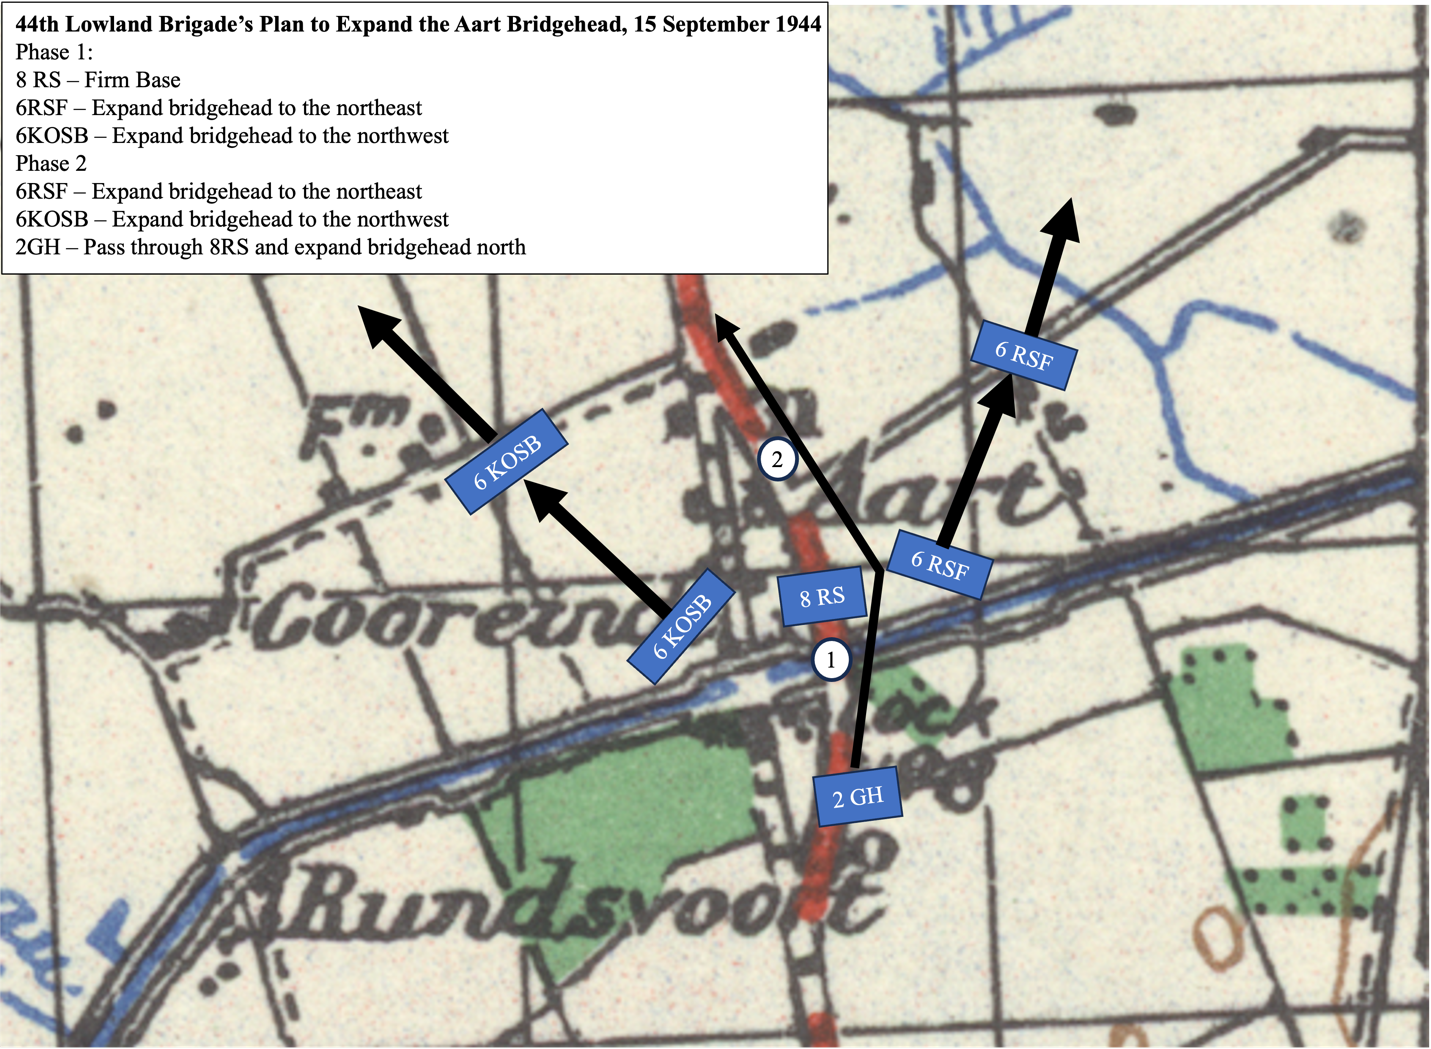 44th Lowland Brigade’s Plan to Expand the Aart Bridgehead, 15 September 1944
Phase 1:
8 RS – Firm Base
6RSF – Expand bridgehead to the northeast
6KOSB – Expand bridgehead to the northwest
Phase 2
6RSF – Expand bridgehead to the northeast
6KOSB – Expand bridgehead to the northwest
2GH – Pass through 8RS and expand bridgehead north
6 RSF
Fm
6 KOSB
2
Aart
6 RSF
8 RS
6 KOSB
1
ock
2 GH
Rundsvoort